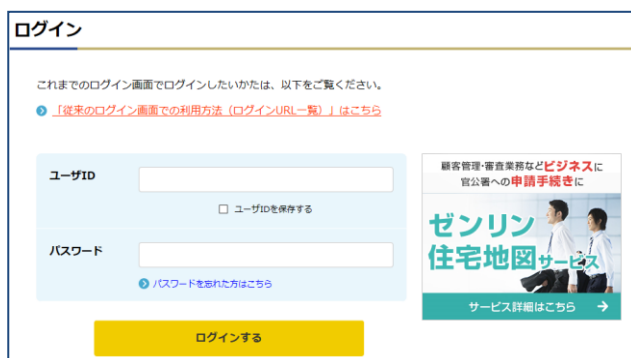 ログイン
これまでのログイン画面でログインしたいかたは、以下をご覧ください。
「従来のログイン画面での利用方法（ログインURL一覧）」はこちら
ユーザID
ユーザIDを保存する
パスワード
パスワードを忘れた方はこちら
ログインする
顧客管理・審査業務などビジネスに
官公署への申請手続きに
ゼンリン
住宅地図サービス
サービス詳細はこちら →